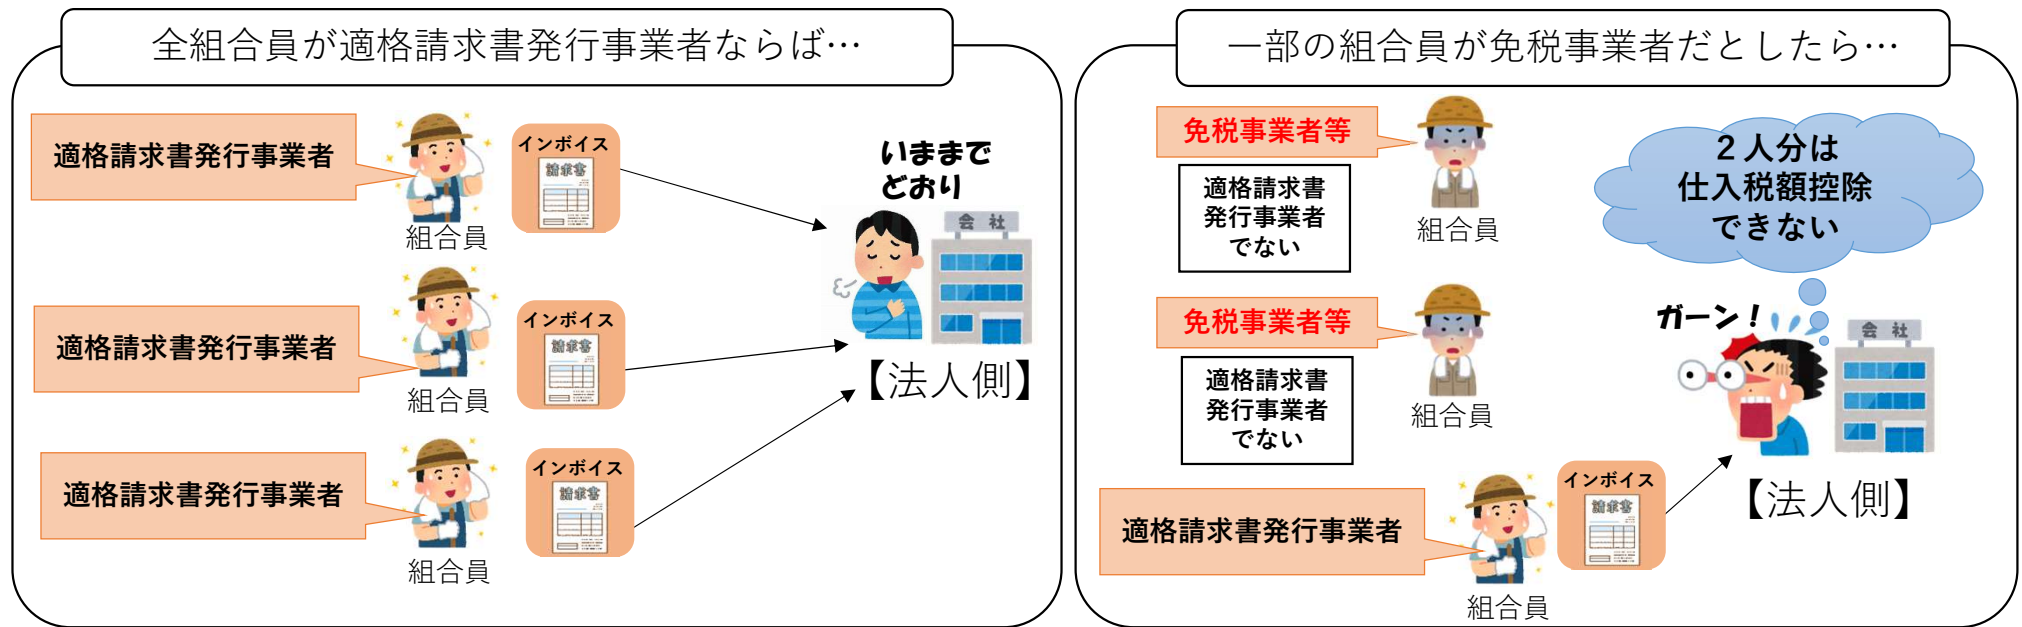 全組合員が適格請求書発行事業者ならば…
適格請求書発行事業者
インボイス
請求書
組合員
適格請求書発行事業者
インボイス
請求書
組合員
適格請求書発行事業者
インボイス
請求書
組合員
いままで
どおり
会社
【法人側】
一部の組合員が免税事業者だとしたら…
免税事業者等
適格請求書
発行事業者
でない
組合員
免税事業者等
適格請求書
発行事業者
でない
組合員
適格請求書発行事業者
インボイス
請求書
組合員
２人分は
仕入税額控除
できない
ガーン！
会社
【法人側】